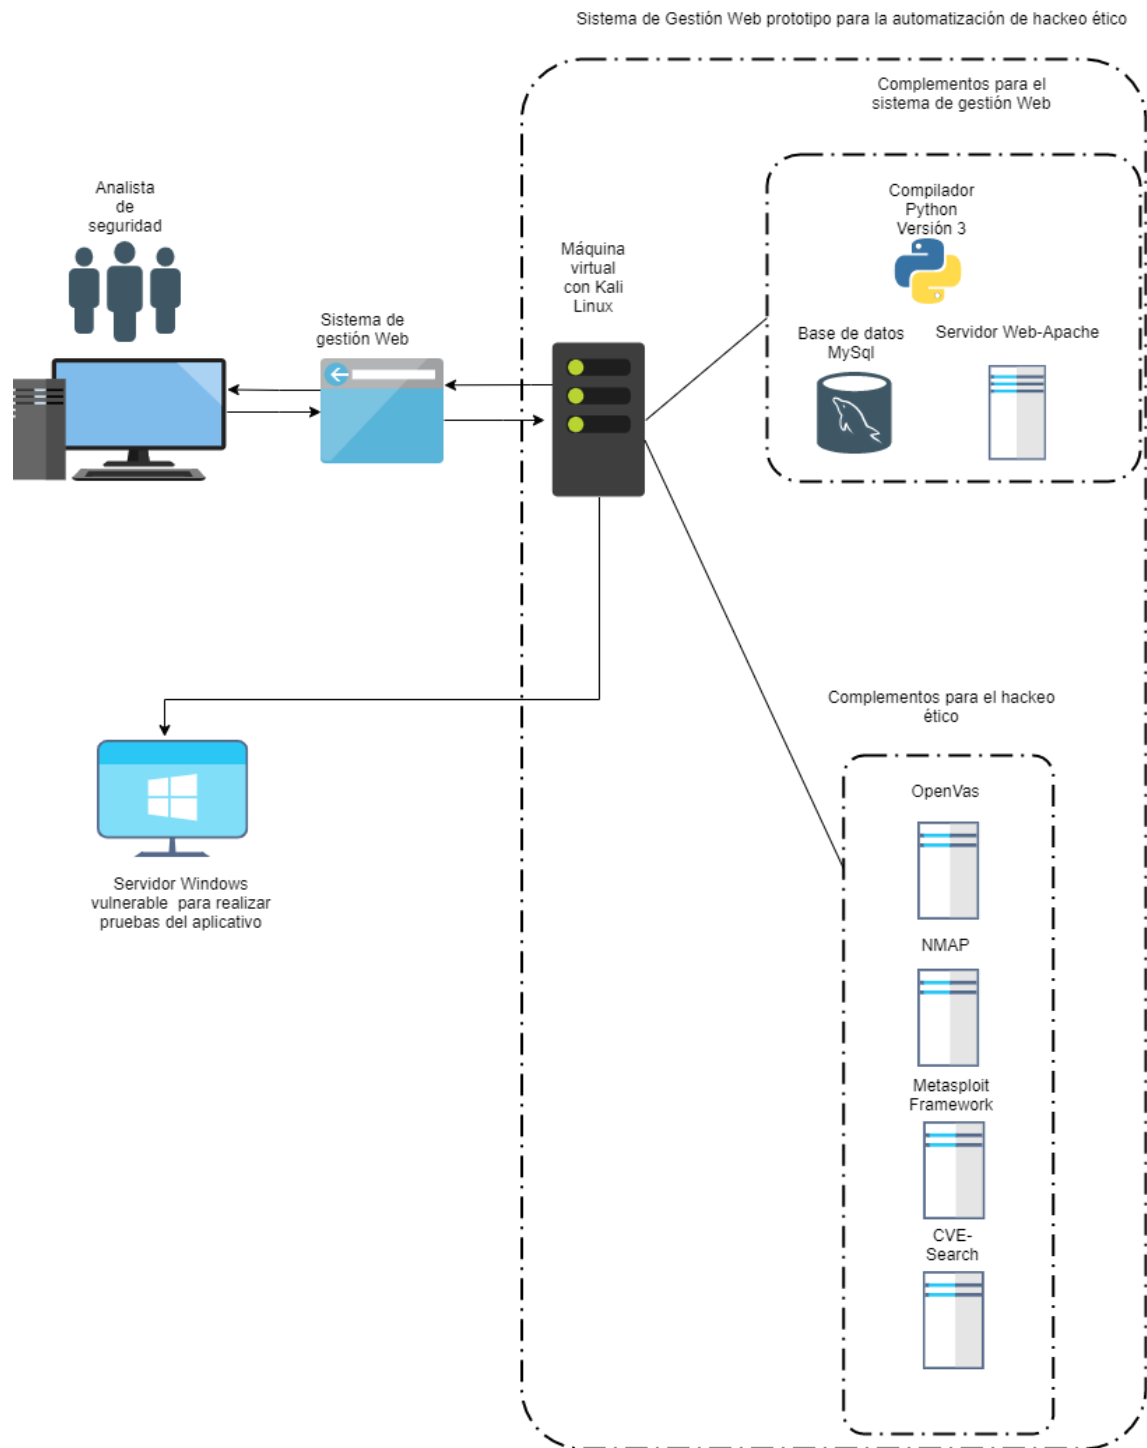 Sistema de Gestión Web prototipo para la automatización de hackeo ético
Complementos para el
sistema de gestión Web
Analista
de
seguridad
Compilador
Python
Versión 3
Máquina
virtual
con Kali
Linux
Sistema de
gestión Web
Base de datos
MySql
Servidor Web-Apache
Complementos para el hackeo
ético
OpenVas
Servidor Windows
vulnerable para realizar
pruebas del aplicativo
NMAP
Metasploit
Framework
CVE-
Search